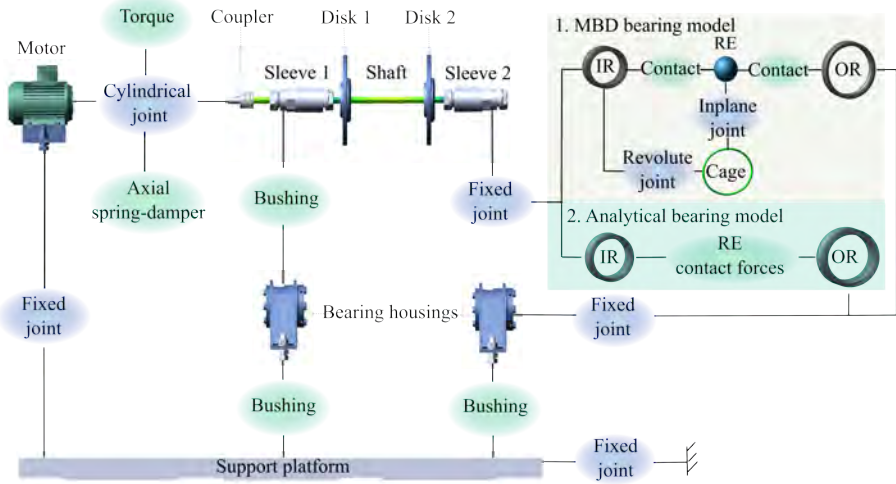 Torque
Coupler
Disk 1
Disk 2
Motor
Cylindrical
joint
Sleeve 1
Shaft
Sleeve 2
Axial
spring-damper
Bushing
Fixed
joint
1. MBD bearing model
RE
IR
Contact
Contact
OR
Inplane
joint
Revolute
joint
Cage
2. Analytical bearing model
IR
RE
contact forces
OR
Fixed
joint
Bearing housings
Fixed
joint
Bushing
Bushing
Support platform
Fixed
joint